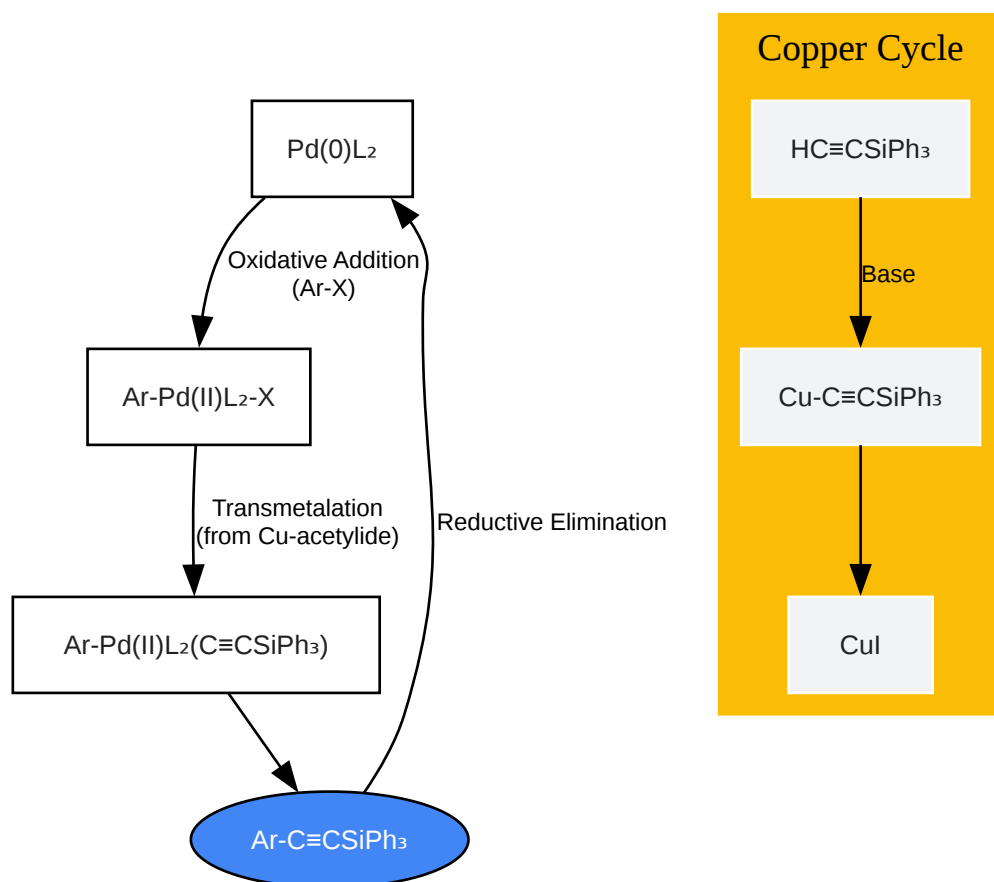 Copper Cycle
Pd(0)L₂
HC≡CSiPh₃
Oxidative Addition
(Ar-X)
Base
Ar-Pd(II)L₂-X
Cu-C≡CSiPh₃
Transmetalation
(from Cu-acetylide)
Reductive Elimination
Ar-Pd(II)L₂(C≡CSiPh₃)
CuI
Ar-C≡CSiPh₃